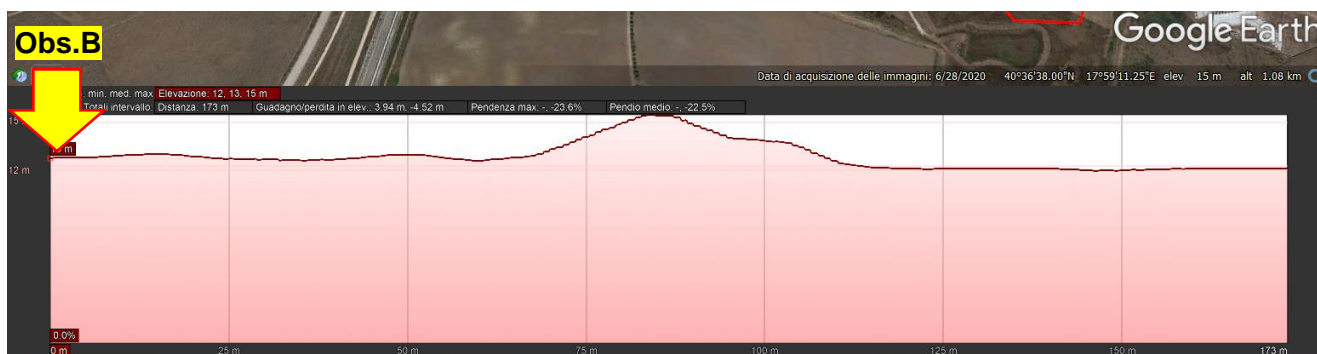 Obs.B
Google Earth
Data di acquisizione delle immagini: 6/28/2020 40°36'38.00"N 17°59'11.25"E elev 15 m alt 1.08 km
min. med. max Elevazione: 12, 13, 15 m
Totali intervallo: Distanza: 173 m Guadagno/perdita in elev.: 3.94 m, -4.52 m Pendenza max: -, -23.6% Pendio medio: -, -22.5%
15
m
12 m
0.0%
0 m 25 m 50 m 75 m 100 m 125 m 150 m 173 m